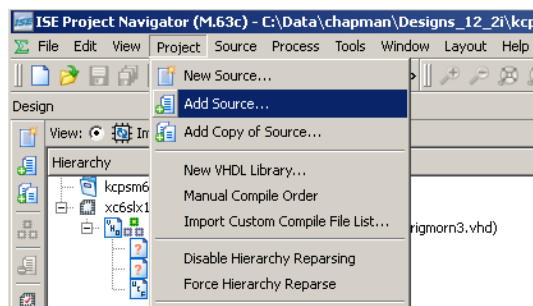 ISE Project Navigator (M.63c) - C:\Data\chapman\Designs_12_2i\kcp
File Edit View Project Source Process Tools Window Layout Help
New Source...
Design
Add Source...
View:
Add Copy of Source...
Hierarchy
New VHDL Library...
kcpsm6
Manual Compile Order
xc6slx1
Import Custom Compile File List...
rigmorn3.vhd)
Disable Hierarchy Reparsing
Force Hierarchy Reparse